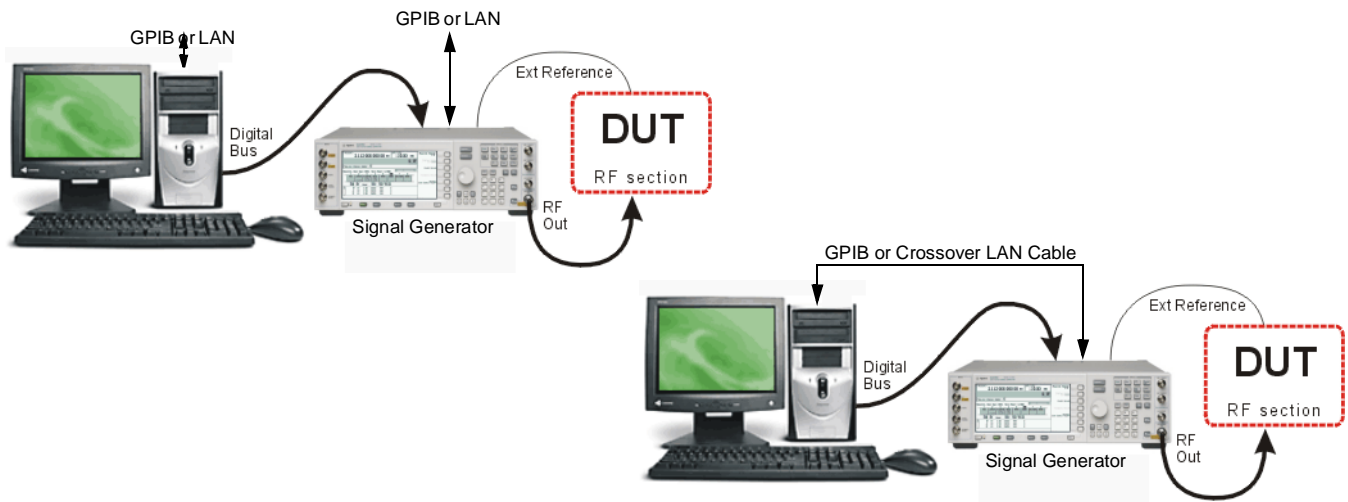 GPIB or LAN
GPIB or LAN
Ext Reference
DUT
RF section
Digital
Bus
RF
Out
Signal Generator
GPIB or Crossover LAN Cable
Ext Reference
DUT
RF section
Digital
Bus
RF
Out
Signal Generator